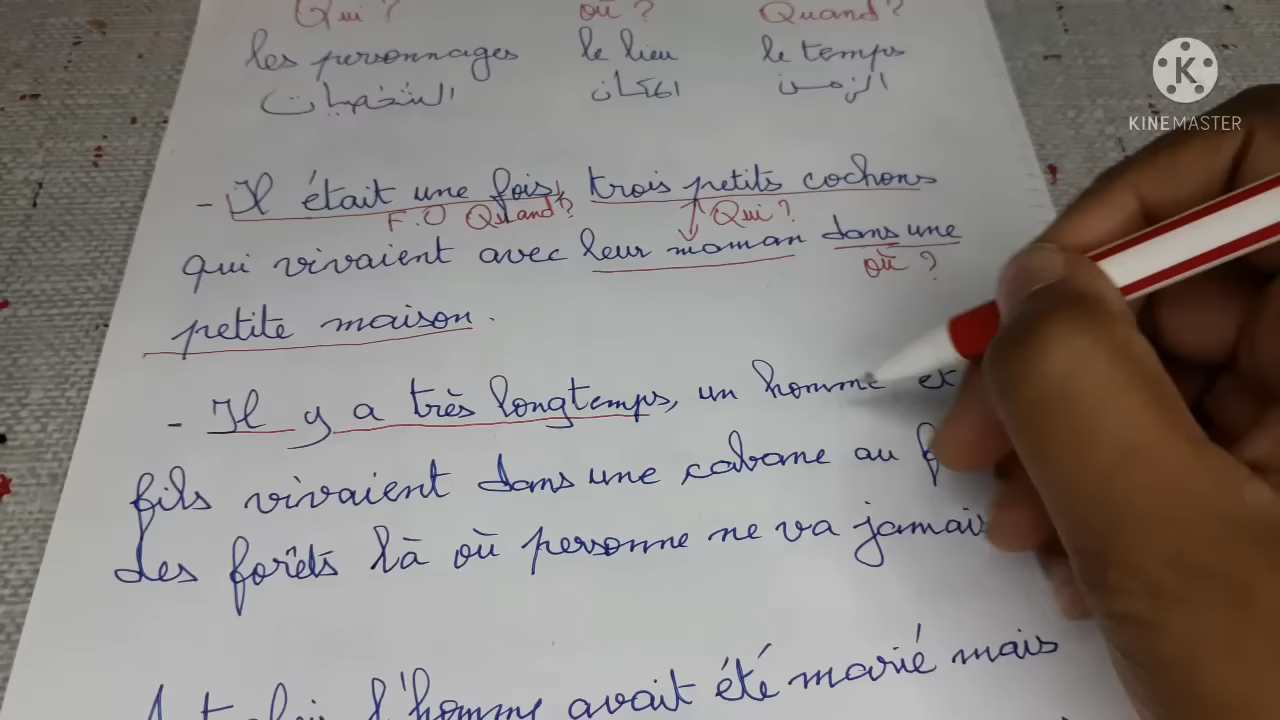 Qui ? où ? Quand ?
les personnages le lieu le temps
الشخصيات المكان الزمن
- Il était une fois, trois petits cochons
F.O Quand ? Qui ?
qui vivaient avec leur maman dans une
où ?
petite maison.
- Il y a très longtemps, un homme et
fils vivaient dans une cabane au
des forêts là où personne ne va jamais
l'homme avait été marié mais
K
KINEMASTER